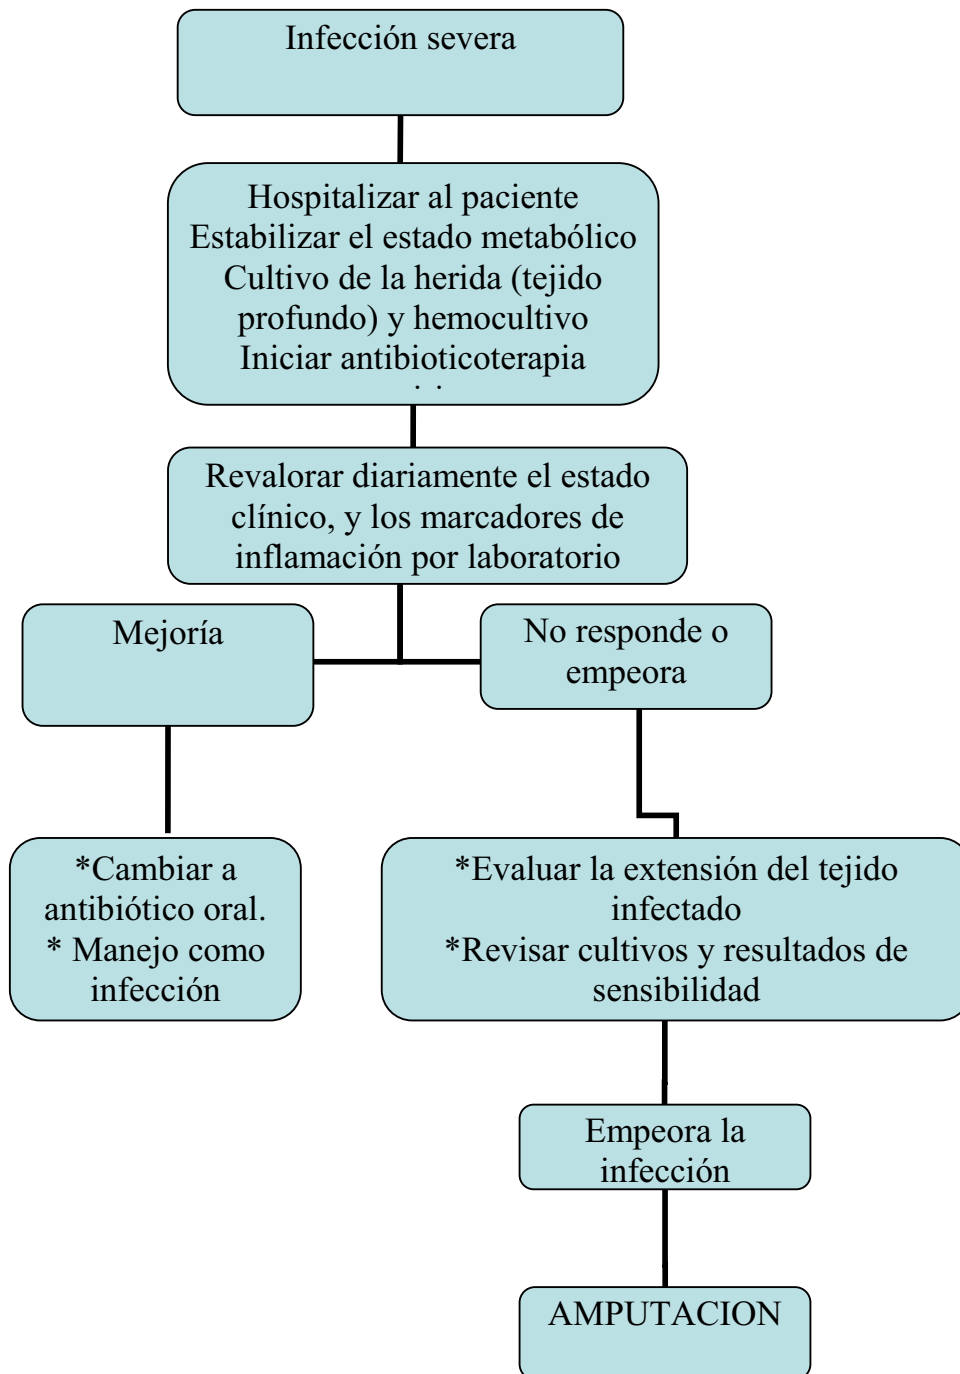 Infección severa
Hospitalizar al paciente
Estabilizar el estado metabólico
Cultivo de la herida (tejido
profundo) y hemocultivo
Iniciar antibioticoterapia
Revalorar diariamente el estado
clínico, y los marcadores de
inflamación por laboratorio
Mejoría
No responde o
empeora
*Cambiar a
antibiótico oral.
* Manejo como
infección
*Evaluar la extensión del tejido
infectado
*Revisar cultivos y resultados de
sensibilidad
Empeora la
infección
AMPUTACION